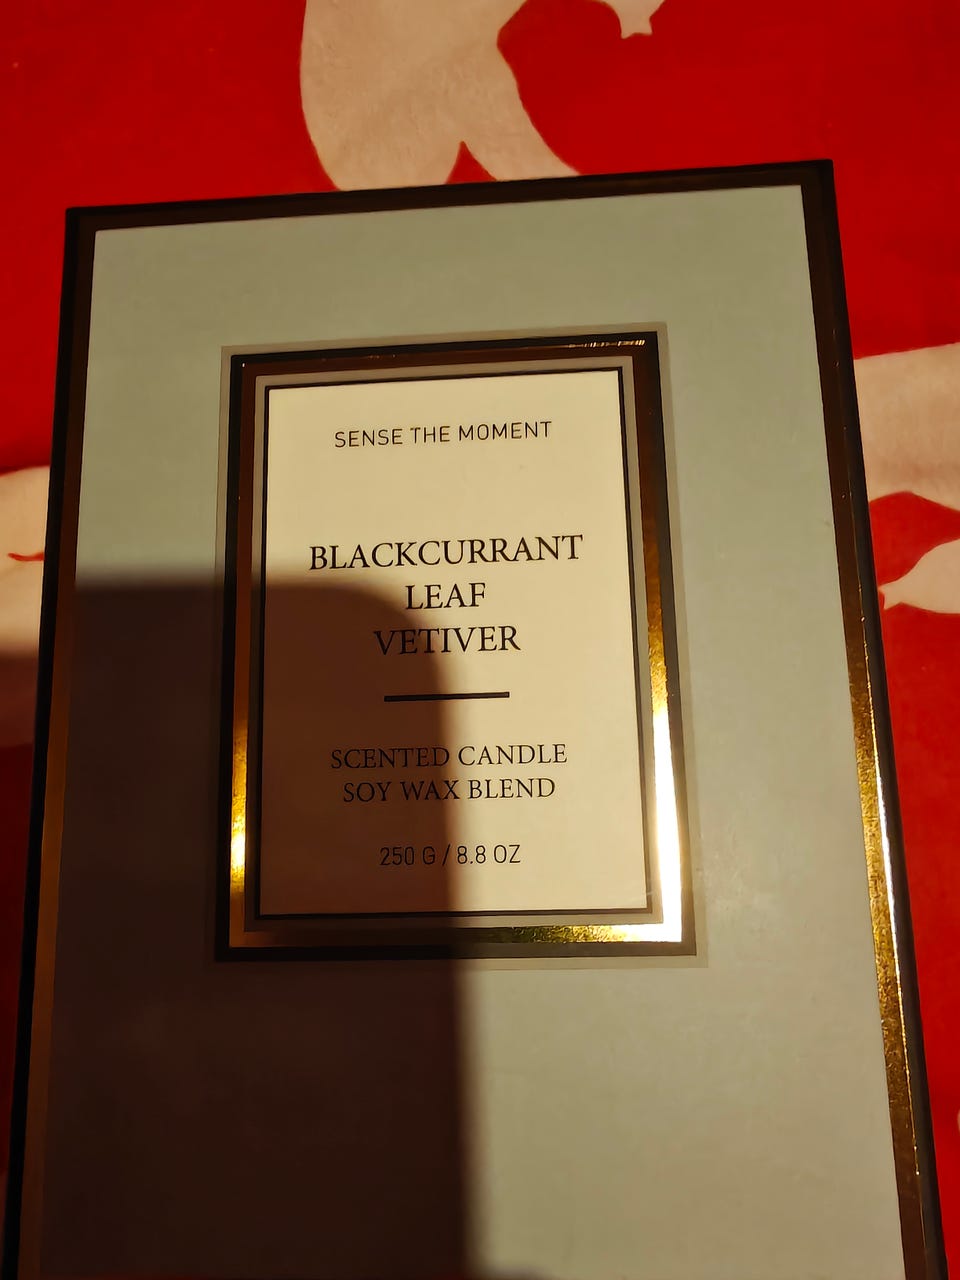 SENSE THE MOMENT
BLACKCURRANT
LEAF
VETIVER
SCENTED CANDLE
SOY WAX BLEND
250 G / 8.8 OZ